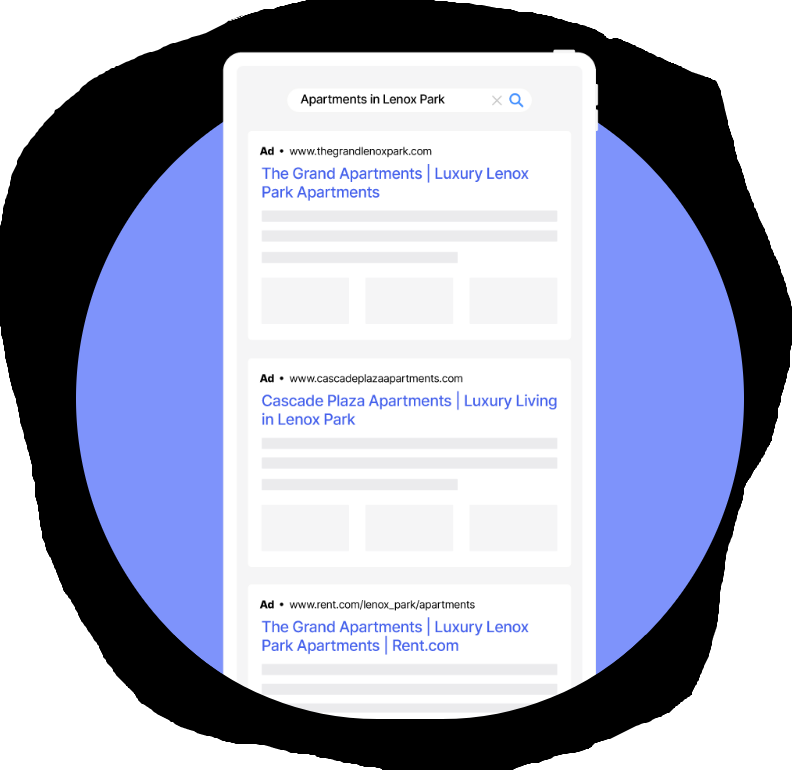 Apartments in Lenox Park
Ad • www.thegrandlenoxpark.com
The Grand Apartments | Luxury Lenox
Park Apartments
Ad • www.cascadeplazaapartments.com
Cascade Plaza Apartments | Luxury Living
in Lenox Park
Ad • www.rent.com/lenox_park/apartments
The Grand Apartments | Luxury Lenox
Park Apartments | Rent.com